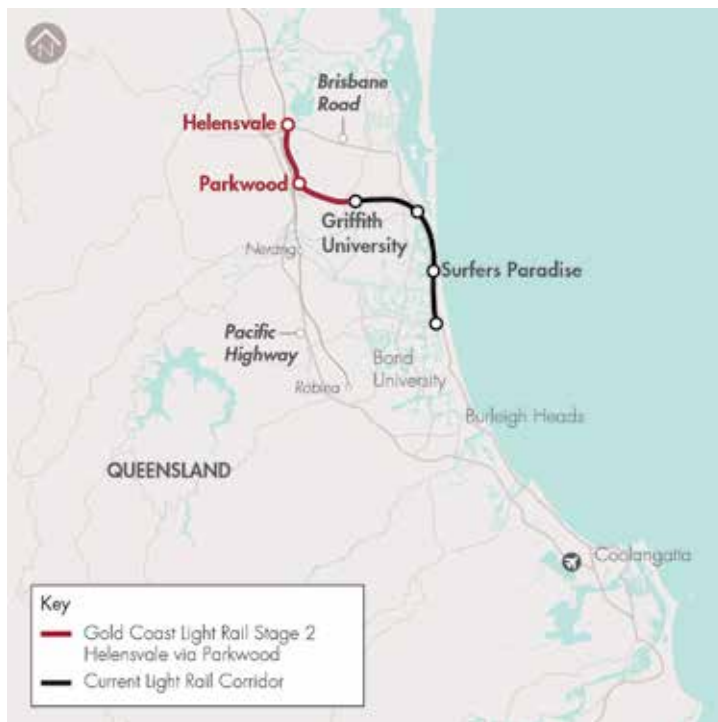 N
Brisbane
Road
Helensvale
Parkwood
Griffith
University
Nerang
Surfers Paradise
Pacific
Highway
Bond
University
Robina
Burleigh Heads
QUEENSLAND
Coolangatta
Key
Gold Coast Light Rail Stage 2
Helensvale via Parkwood
Current Light Rail Corridor